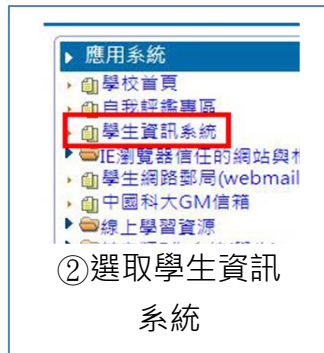 應用系統
學校首頁
自我評鑑專區
學生資訊系統
IE瀏覽器信任的網站與
學生網路郵局(webmail
中國科大GM信箱
線上學習資源
②選取學生資訊
系統